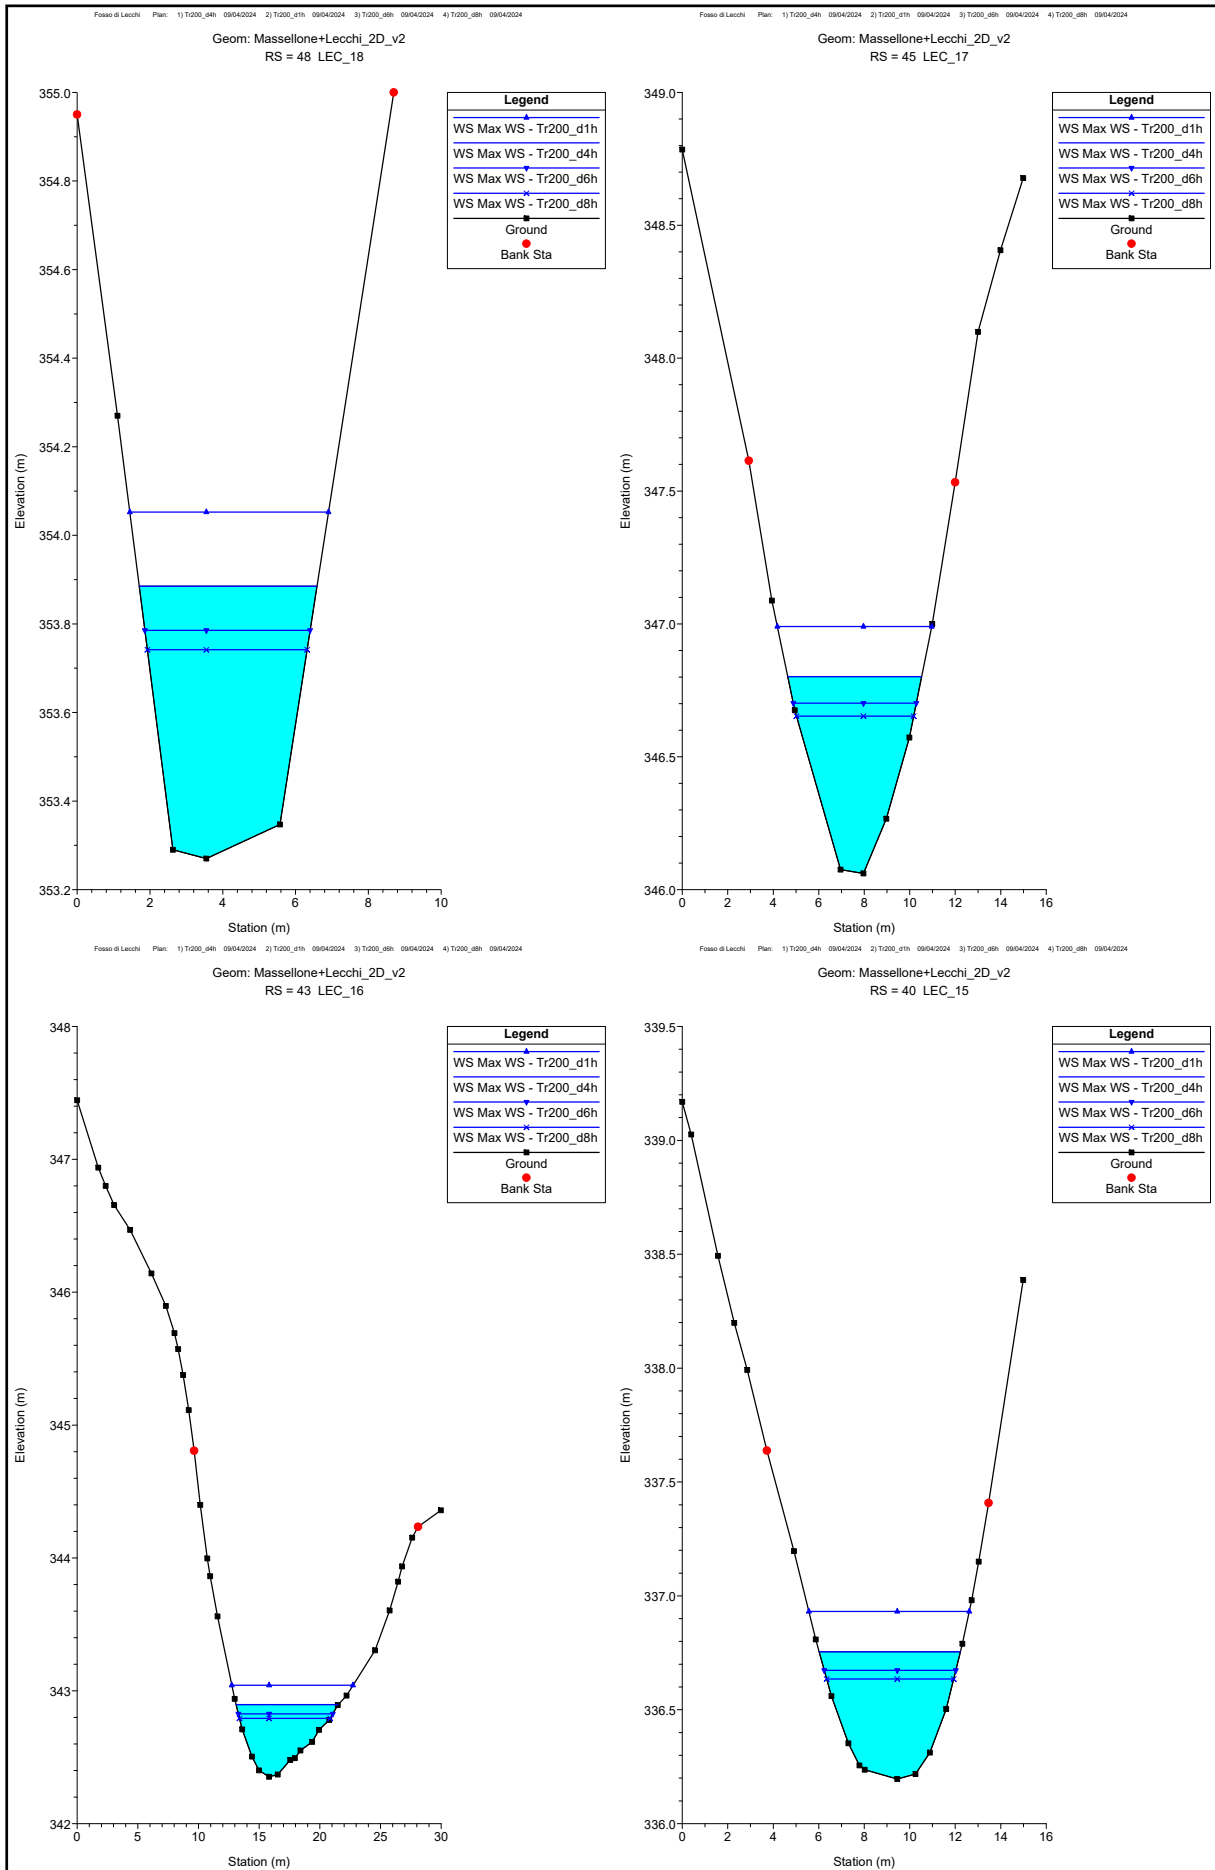 Fosso di Lecchi Plan: 1) Tr200_d4h 09/04/2024 2) Tr200_d1h 09/04/2024 3) Tr200_d6h 09/04/2024 4) Tr200_d8h 09/04/2024
Geom: Massellone+Lecchi_2D_v2
RS = 48 LEC_18
355.0
354.8
354.6
354.4
354.2
354.0
353.8
353.6
353.4
353.2
Elevation (m)
0 2 4 6 8 10
Station (m)
Legend
WS Max WS - Tr200_d1h
WS Max WS - Tr200_d4h
WS Max WS - Tr200_d6h
WS Max WS - Tr200_d8h
Ground
Bank Sta
Fosso di Lecchi Plan: 1) Tr200_d4h 09/04/2024 2) Tr200_d1h 09/04/2024 3) Tr200_d6h 09/04/2024 4) Tr200_d8h 09/04/2024
Geom: Massellone+Lecchi_2D_v2
RS = 45 LEC_17
349.0
348.5
348.0
347.5
347.0
346.5
346.0
Elevation (m)
0 2 4 6 8 10 12 14 16
Station (m)
Legend
WS Max WS - Tr200_d1h
WS Max WS - Tr200_d4h
WS Max WS - Tr200_d6h
WS Max WS - Tr200_d8h
Ground
Bank Sta
Fosso di Lecchi Plan: 1) Tr200_d4h 09/04/2024 2) Tr200_d1h 09/04/2024 3) Tr200_d6h 09/04/2024 4) Tr200_d8h 09/04/2024
Geom: Massellone+Lecchi_2D_v2
RS = 43 LEC_16
348
347
346
345
344
343
342
Elevation (m)
0 5 10 15 20 25 30
Station (m)
Legend
WS Max WS - Tr200_d1h
WS Max WS - Tr200_d4h
WS Max WS - Tr200_d6h
WS Max WS - Tr200_d8h
Ground
Bank Sta
Fosso di Lecchi Plan: 1) Tr200_d4h 09/04/2024 2) Tr200_d1h 09/04/2024 3) Tr200_d6h 09/04/2024 4) Tr200_d8h 09/04/2024
Geom: Massellone+Lecchi_2D_v2
RS = 40 LEC_15
339.5
339.0
338.5
338.0
337.5
337.0
336.5
336.0
Elevation (m)
0 2 4 6 8 10 12 14 16
Station (m)
Legend
WS Max WS - Tr200_d1h
WS Max WS - Tr200_d4h
WS Max WS - Tr200_d6h
WS Max WS - Tr200_d8h
Ground
Bank Sta